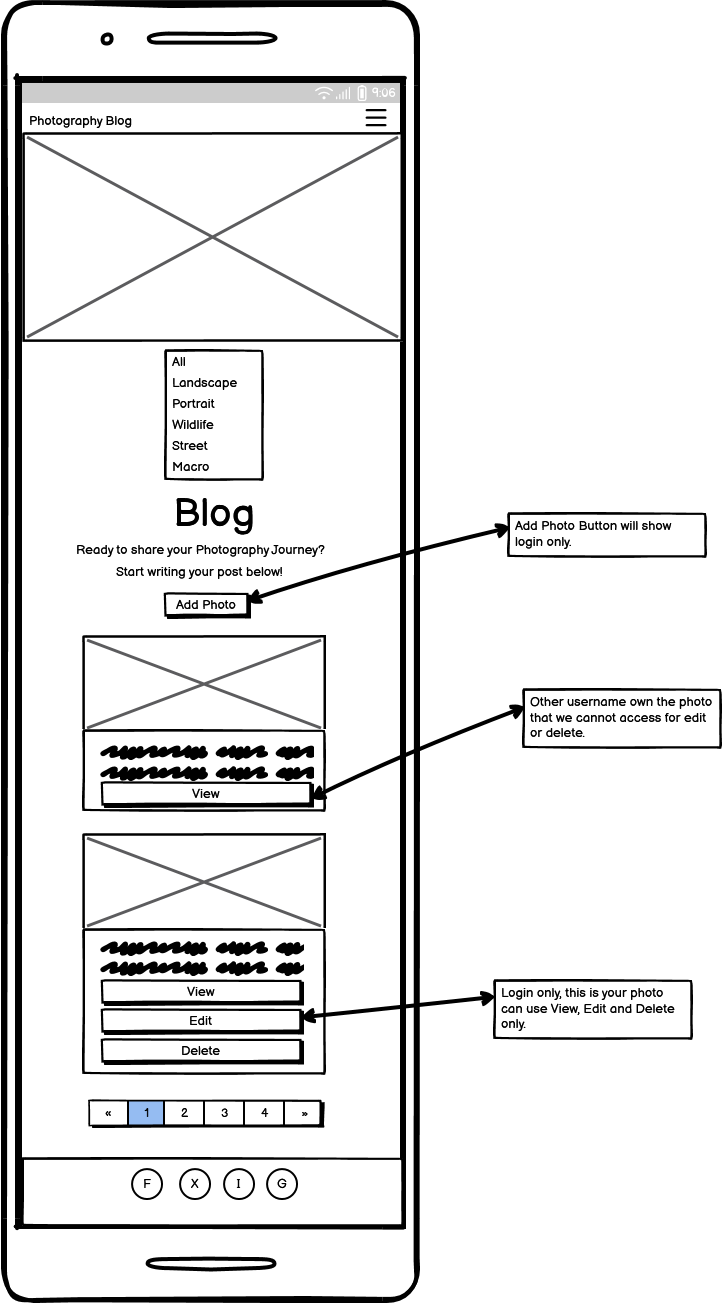 9:06
Photography Blog
All
Landscape
Portrait
Wildlife
Street
Macro
Blog
Ready to share your Photography Journey?
Start writing your post below!
Add Photo
Add Photo Button will show
login only.
Other username own the photo
that we cannot access for edit
or delete.
View
View
Edit
Delete
Login only, this is your photo
can use View, Edit and Delete
only.
« 1 2 3 4 »
F X I G